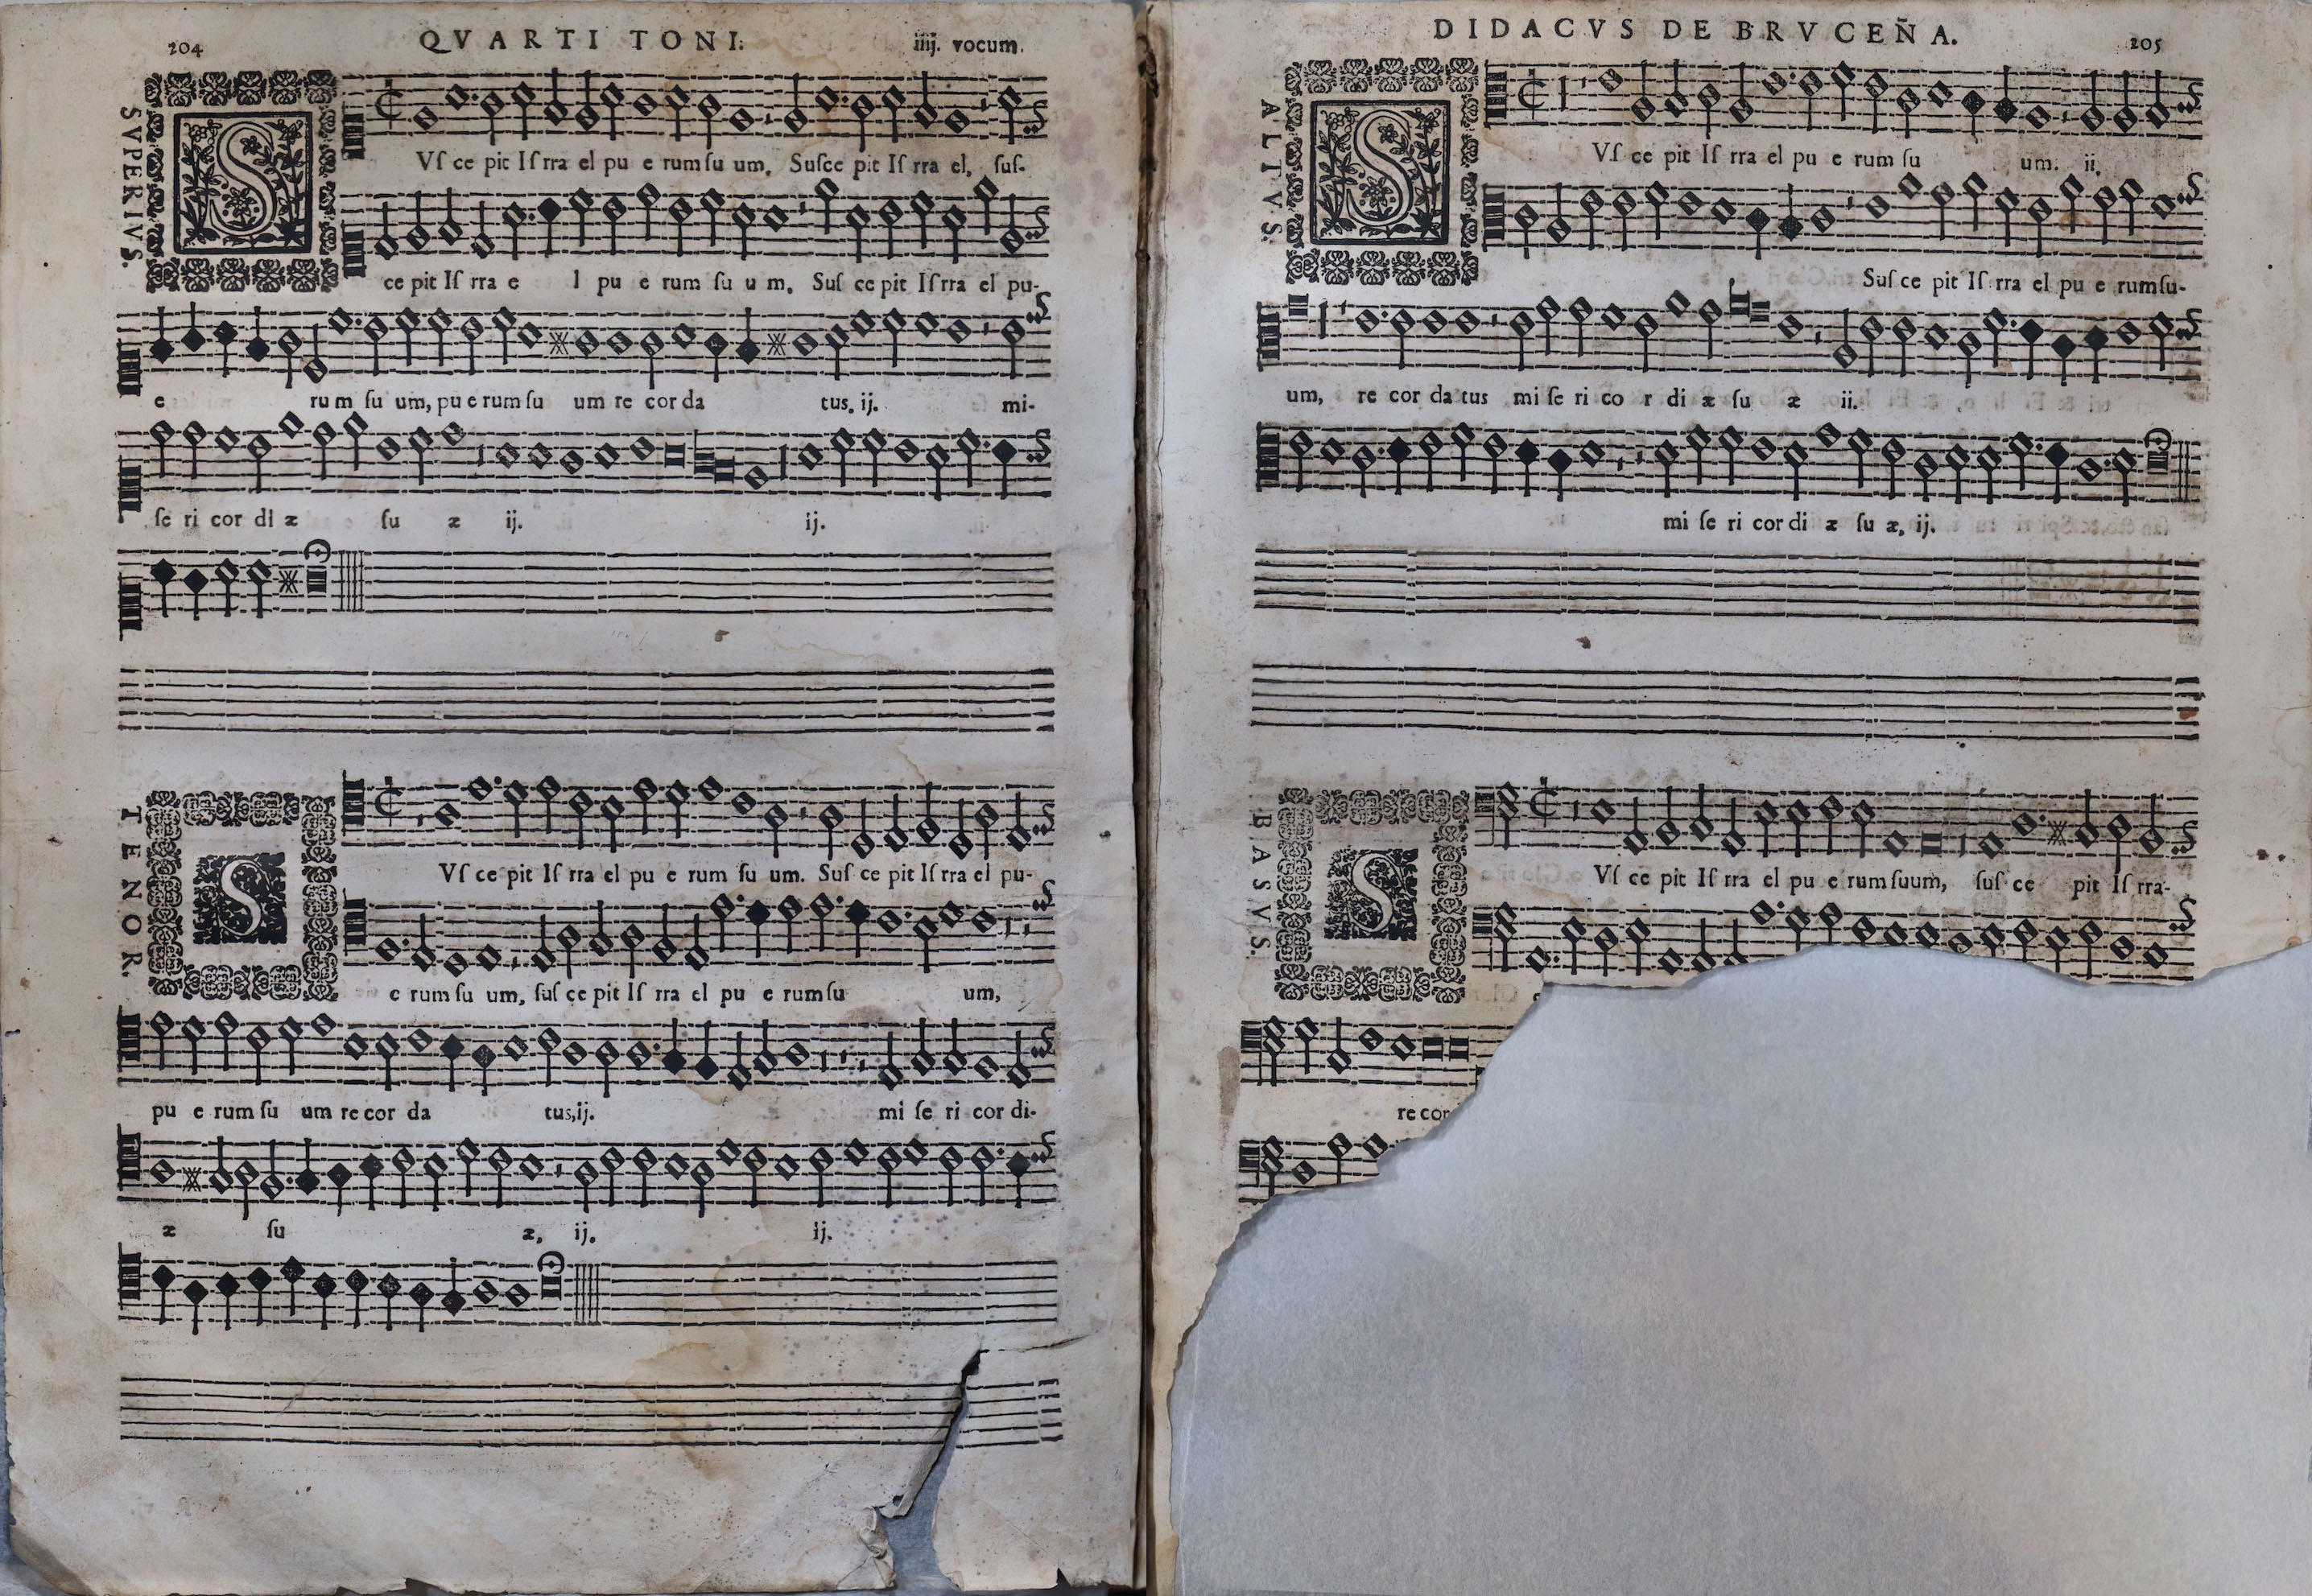 204 QVARTI TONI: iiij. vocum.
SVPERIVS.
S
Vſ ce pit Iſ rra el pu e rum ſu um, Suſce pit Iſ rra el, ſuſ-
ce pit Iſ rra e l pu e rum ſu u m, Suſ ce pit Iſ rra el pu-
e rum ſu um, pu e rum ſu um re cor da tus, ij. mi-
ſe ri cor di æ ſu æ ij. ij.
TENOR.
S
Vſ ce pit Iſ rra el pu e rum ſu um. Suſ ce pit Iſ rra el pu-
e rum ſu um, ſuſ ce pit Iſ rra el pu e rum ſu um,
pu e rum ſu um re cor da tus, ij. mi ſe ri cor di-
æ ſu æ, ij. ij.
DIDACVS DE BRVCEÑA. 205
ALTVS.
S
Vſ ce pit Iſ rra el pu e rum ſu um. ii.
Suſ ce pit Iſ rra el pu e rum ſu-
um, re cor da tus mi ſe ri co r di æ ſu æ ii.
mi ſe ri cor di æ ſu æ, ij.
BASVS.
S
Vſ ce pit Iſ rra el pu e rum ſuum, ſuſ ce pit Iſ rra-
re cor